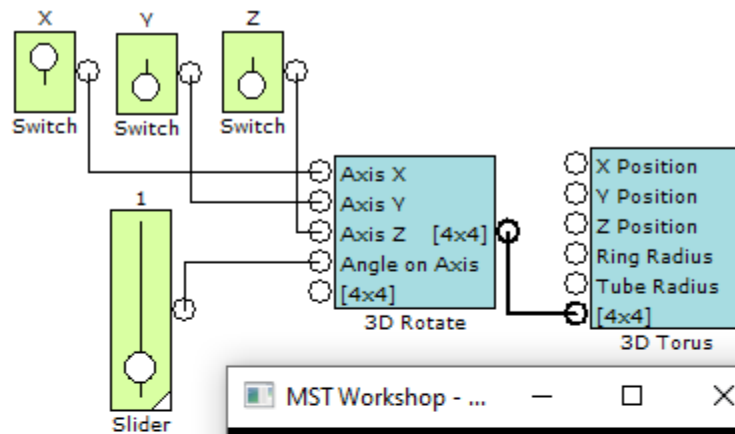 X
Y
Z
Switch
Switch
Switch
1
Slider
Axis X
Axis Y
Axis Z [4x4]
Angle on Axis
[4x4]
3D Rotate
X Position
Y Position
Z Position
Ring Radius
Tube Radius
[4x4]
3D Torus
MST Workshop - ...